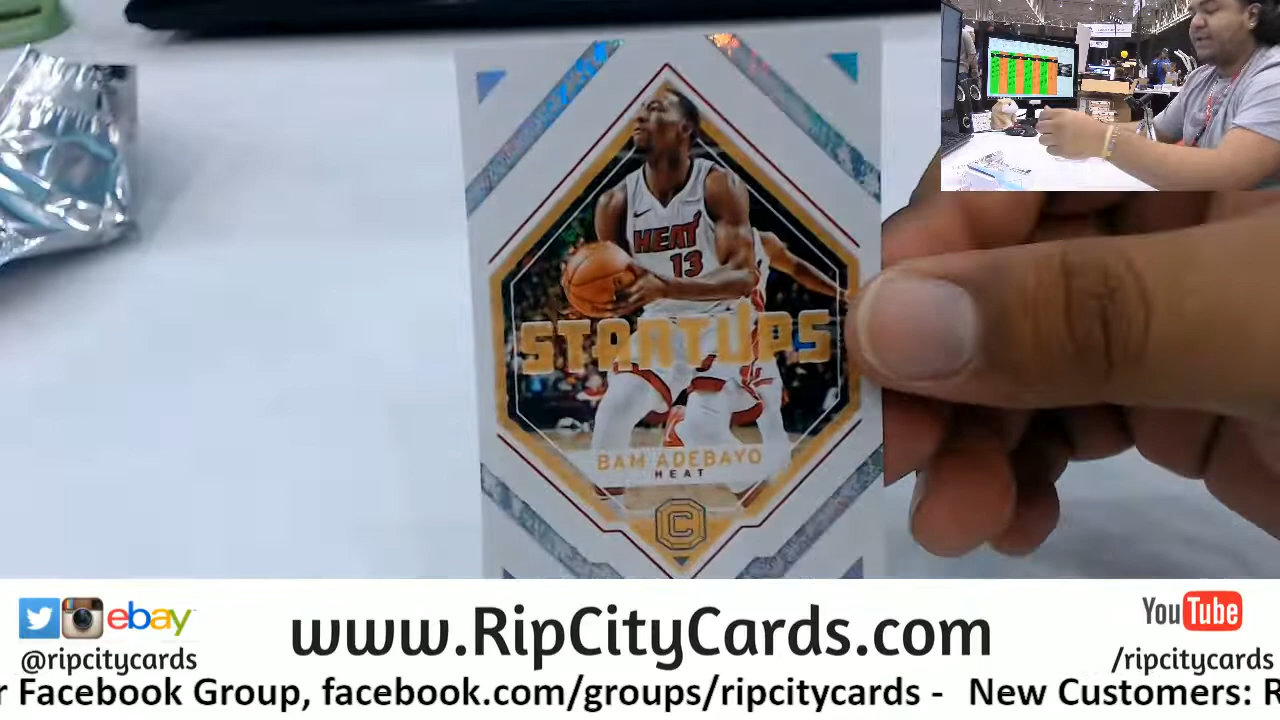 HEAT
13
STARTUPS
BAM ADEBAYO
HEAT
C
ebay
www.RipCityCards.com
YouTube
@ripcitycards
/ripcitycards
r Facebook Group, facebook.com/groups/ripcitycards - New Customers: R